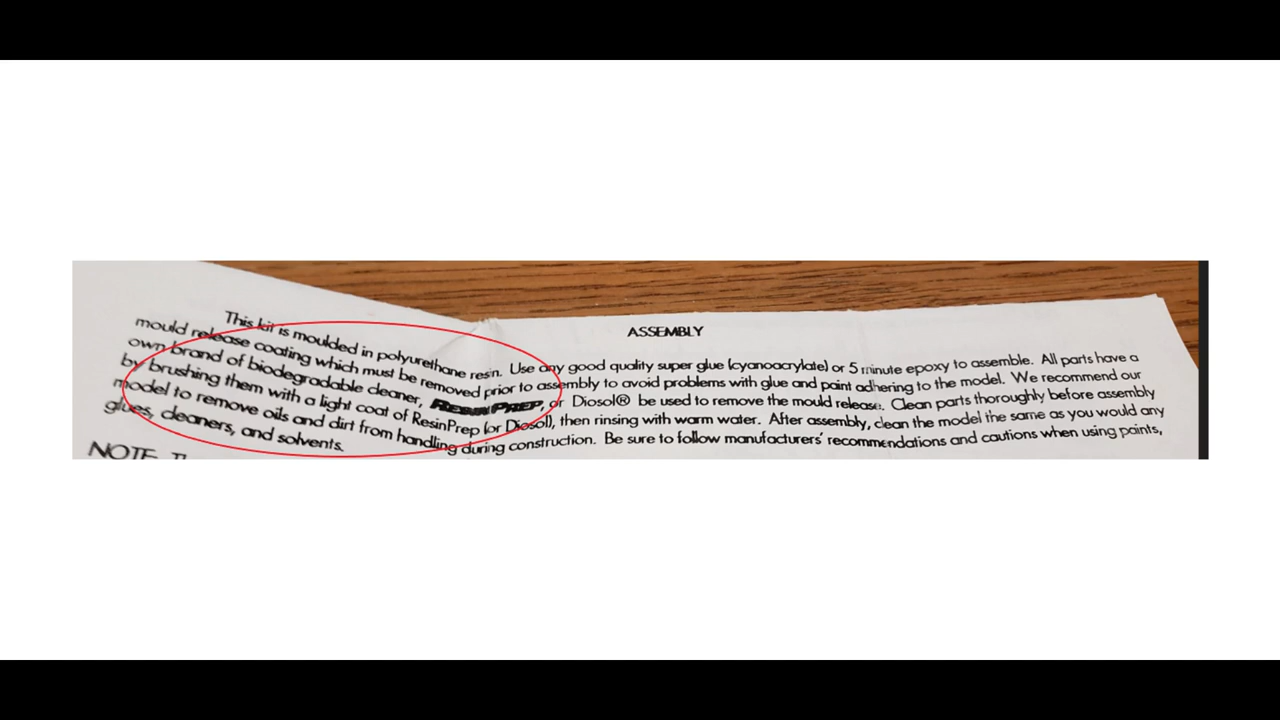 ASSEMBLY
This kit is moulded in polyurethane resin. Use any good quality super glue (cyanoacrylate) or 5 minute epoxy to assemble. All parts have a
mould release coating which must be removed prior to assembly to avoid problems with glue and paint adhering to the model. We recommend our
own brand of biodegradable cleaner, RESINPREP, or Diosol® be used to remove the mould release. Clean parts thoroughly before assembly
by brushing them with a light coat of ResinPrep (or Diosol), then rinsing with warm water. After assembly, clean the model the same as you would any
model to remove oils and dirt from handling during construction. Be sure to follow manufacturers' recommendations and cautions when using paints,
glues, cleaners, and solvents.
NOTE